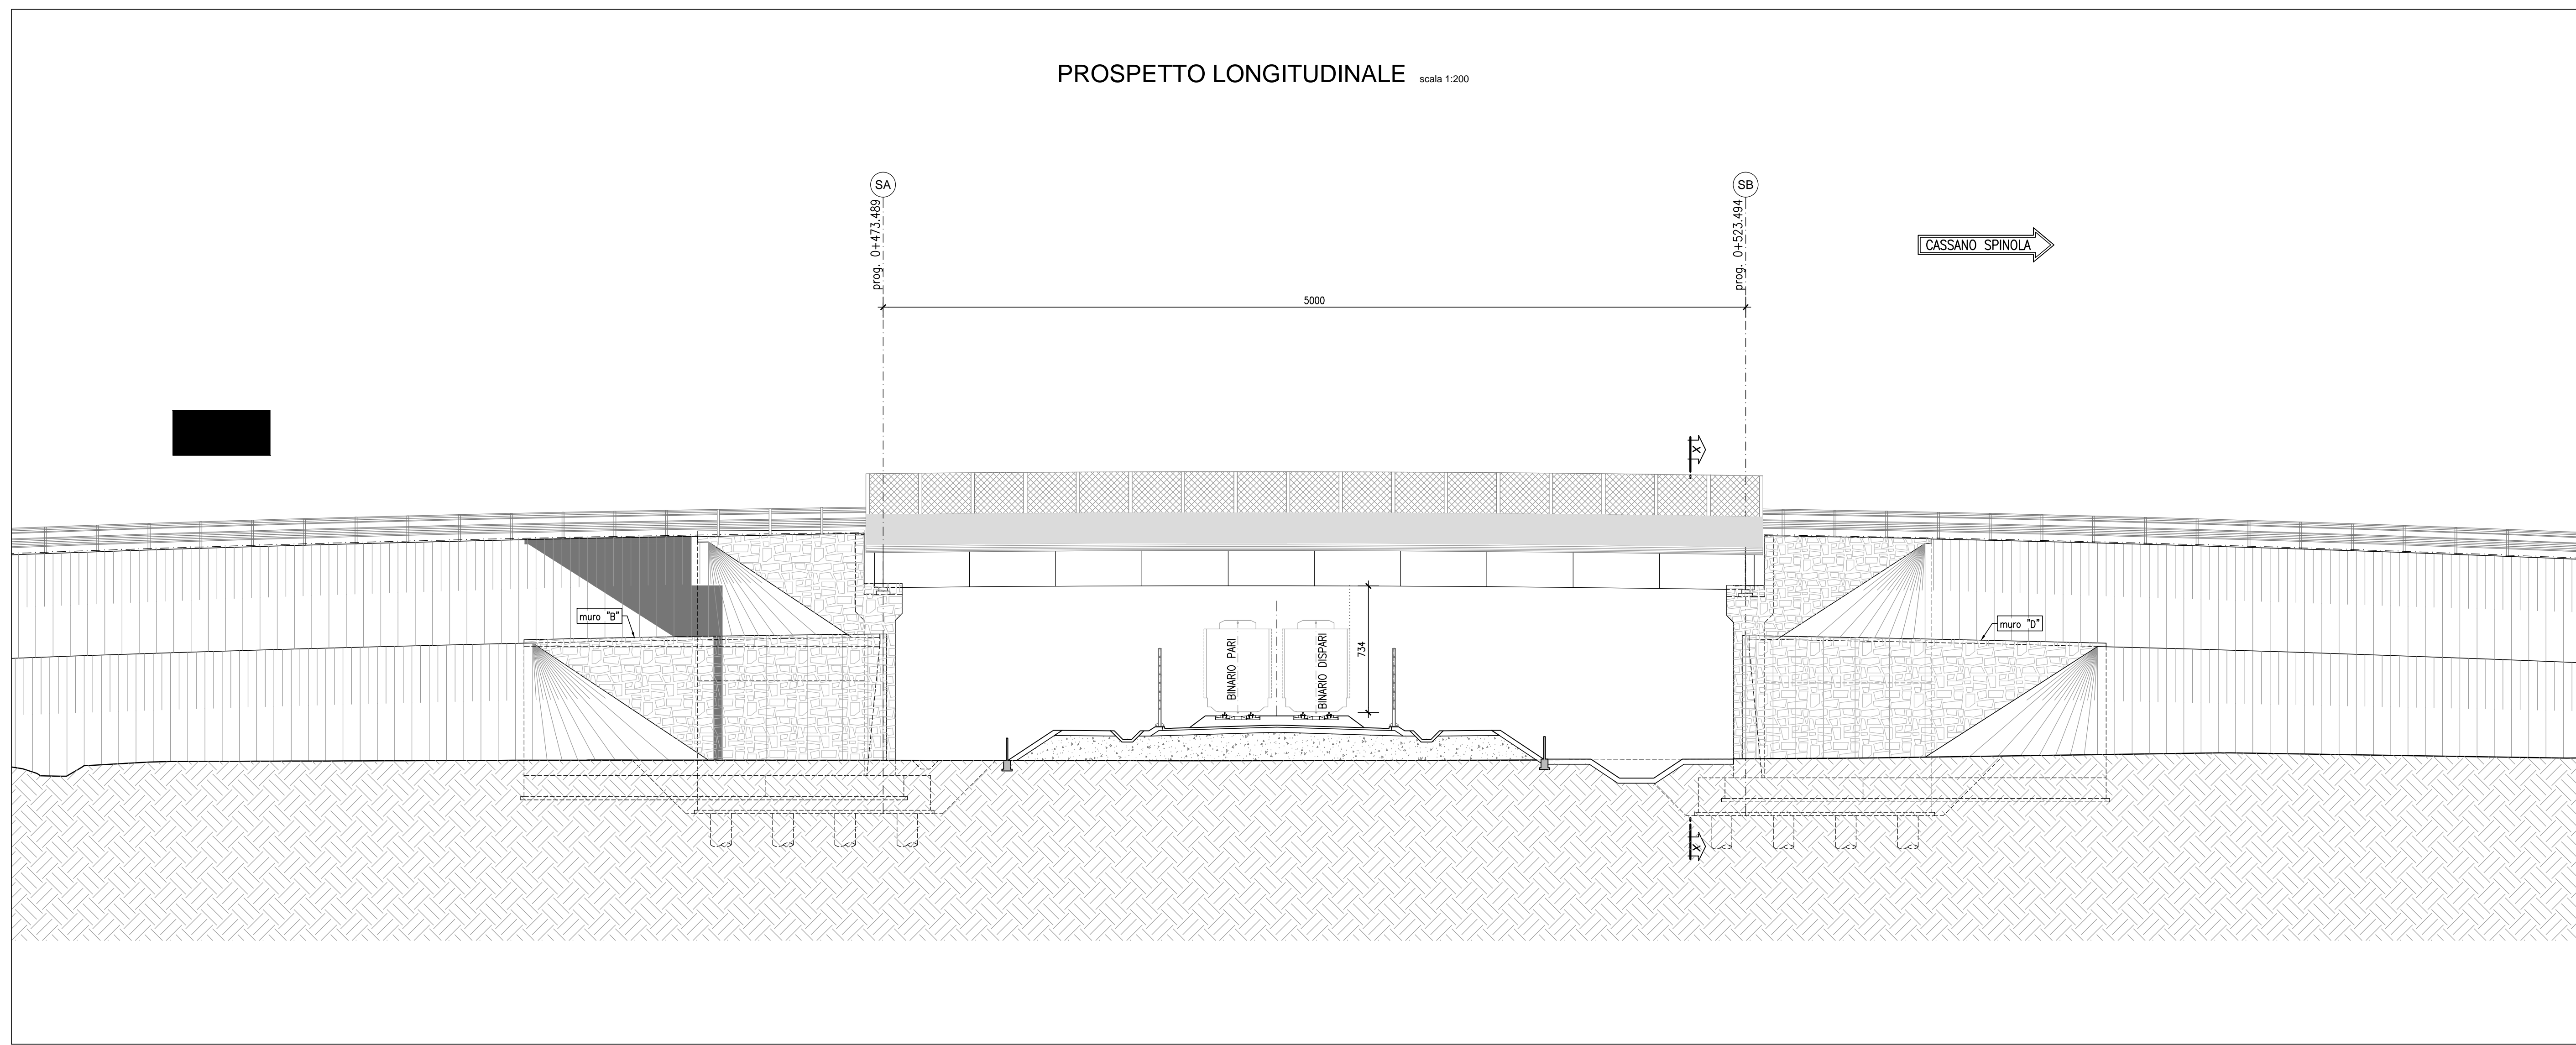 PROSPETTO LONGITUDINALE scala 1:200
SA
SB
prog. 0+473.489
prog. 0+523.494
CASSANO SPINOLA
5000
X
muro "B"
muro "D"
BINARIO PARI
BINARIO DISPARI
734
X